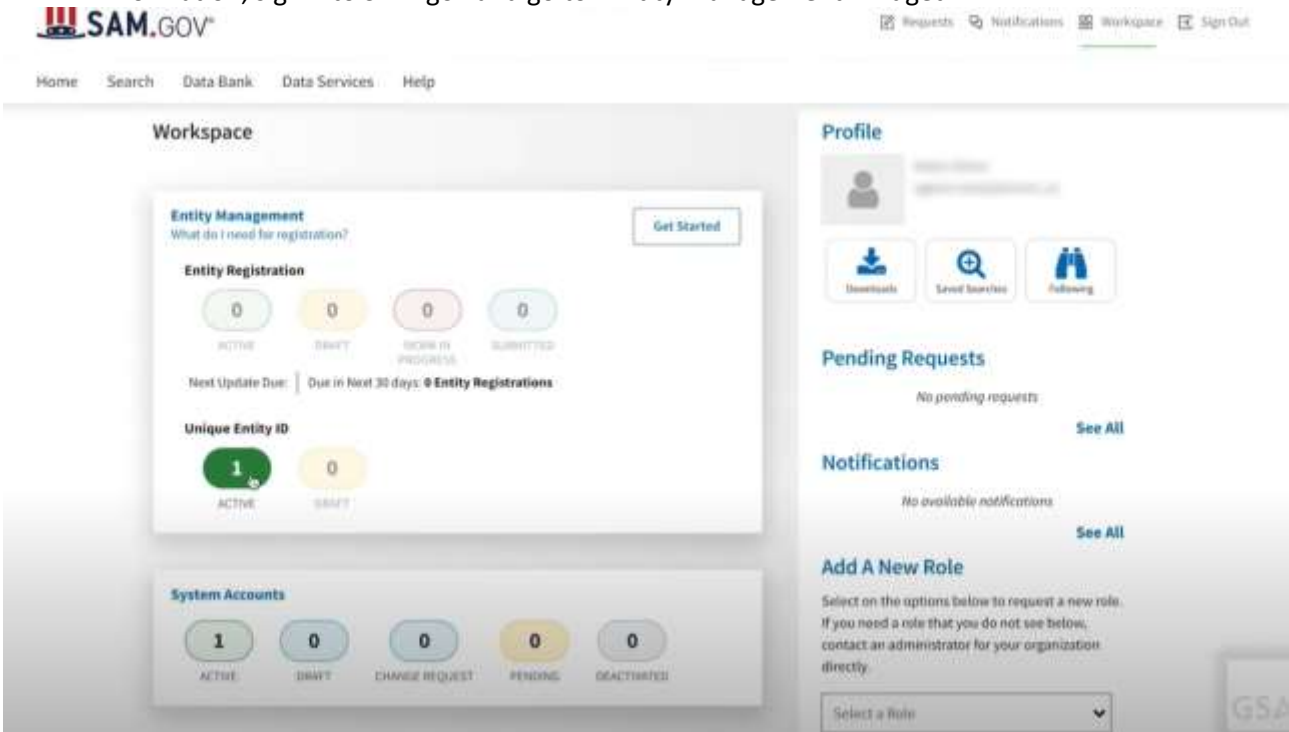 SAM.GOV®
Requests Notifications Workspace Sign Out
Home Search Data Bank Data Services Help
Workspace
Entity Management
What do I need for registration?
Get Started
Entity Registration
0 0 0 0
ACTIVE DRAFT WORK IN PROGRESS SUBMITTED
Next Update Due: Due in Next 30 days: 0 Entity Registrations
Unique Entity ID
1 0
ACTIVE DRAFT
System Accounts
1 0 0 0 0
ACTIVE DRAFT CHANGE REQUEST PENDING DEACTIVATED
Profile
Downloads Saved Searches Following
Pending Requests
No pending requests
See All
Notifications
No available notifications
See All
Add A New Role
Select on the options below to request a new role.
If you need a role that you do not see below,
contact an administrator for your organization
directly.
Select a Role
GSA